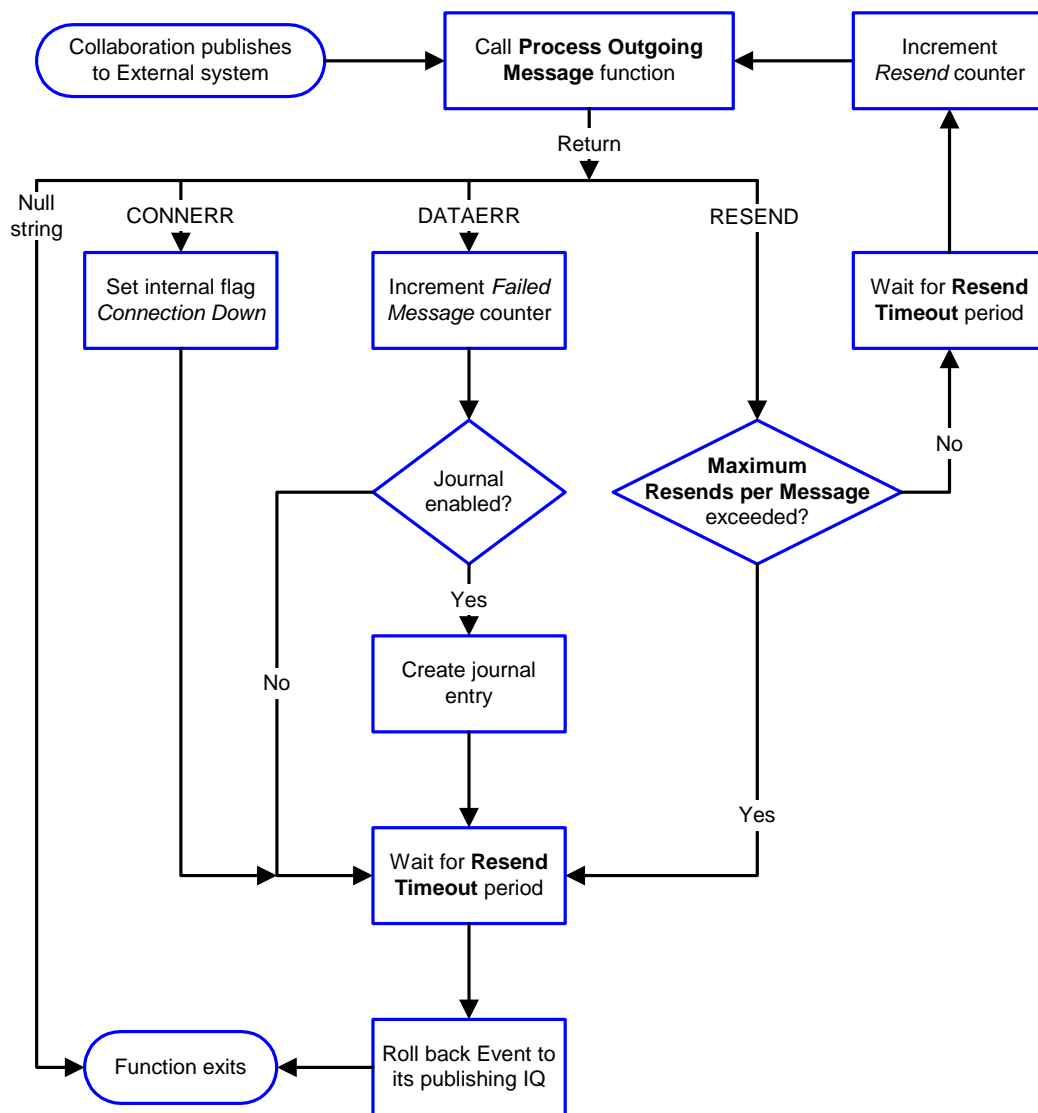 Collaboration publishes
to External system
Call Process Outgoing
Message function
Increment
Resend counter
Return
Null
string
CONNERR
DATAERR
RESEND
Set internal flag
Connection Down
Increment Failed
Message counter
Wait for Resend
Timeout period
Journal
enabled?
Maximum
Resends per Message
exceeded?
No
Yes
No
Create journal
entry
Yes
Wait for Resend
Timeout period
Function exits
Roll back Event to
its publishing IQ